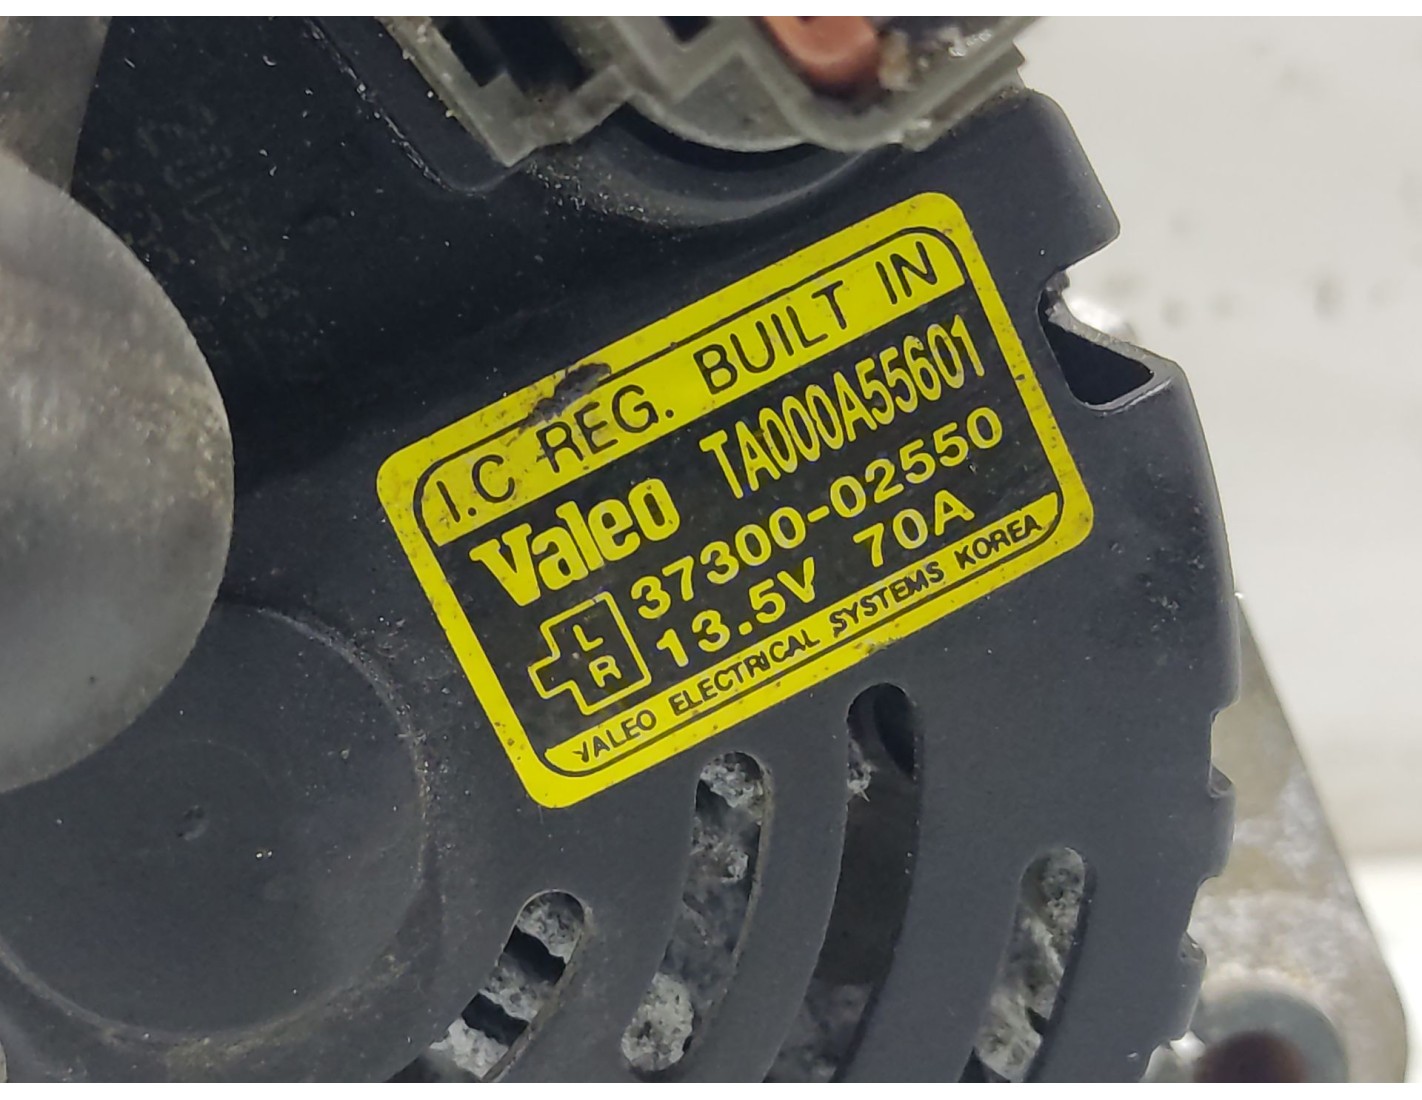 I.C REG. BUILT IN
Valeo TA000A55601
37300-02550
L
R
13.5V 70A
VALEO ELECTRICAL SYSTEMS KOREA